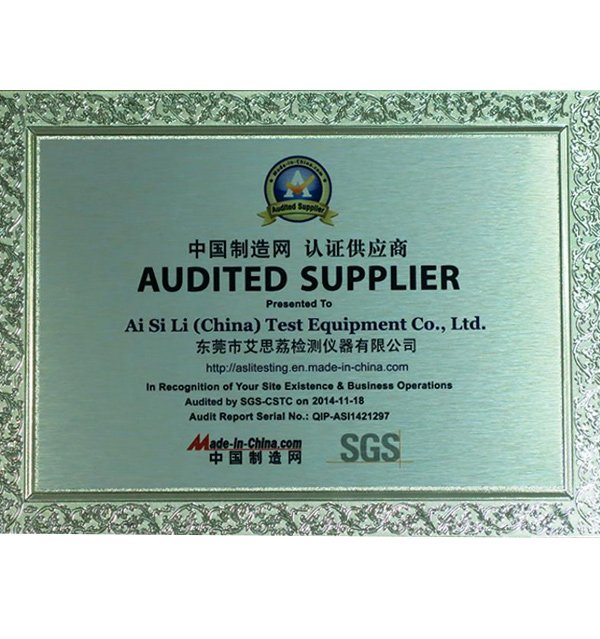 Made-in-China.com
Audited Supplier
中国制造网 认证供应商
AUDITED SUPPLIER
Presented To
Ai Si Li (China) Test Equipment Co., Ltd.
东莞市艾思荔检测仪器有限公司
http://aslitesting.en.made-in-china.com
In Recognition of Your Site Existence & Business Operations
Audited by SGS-CSTC on 2014-11-18
Audit Report Serial No.: QIP-ASI1421297
Made-in-China.com
中国制造网
SGS